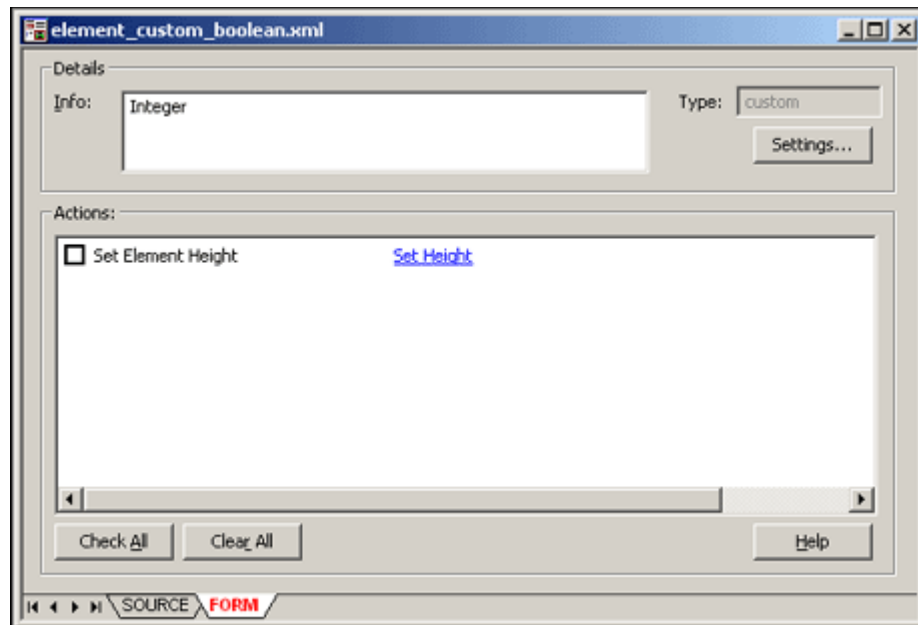 element_custom_boolean.xml
Details
Info:
Integer
Type:
custom
Settings...
Actions:
Set Element Height
Set Height
Check All
Clear All
Help
SOURCE
FORM